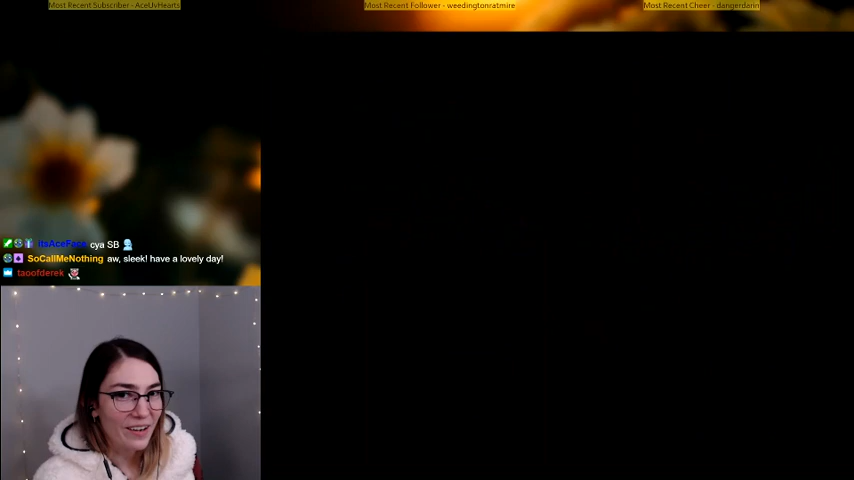 Most Recent Subscriber - AceUvHearts
Most Recent Follower - weedingtonratmire
Most Recent Cheer - dangerdarin
itsAceFace cya SB
SoCallMeNothing aw, sleek! have a lovely day!
taoofderek